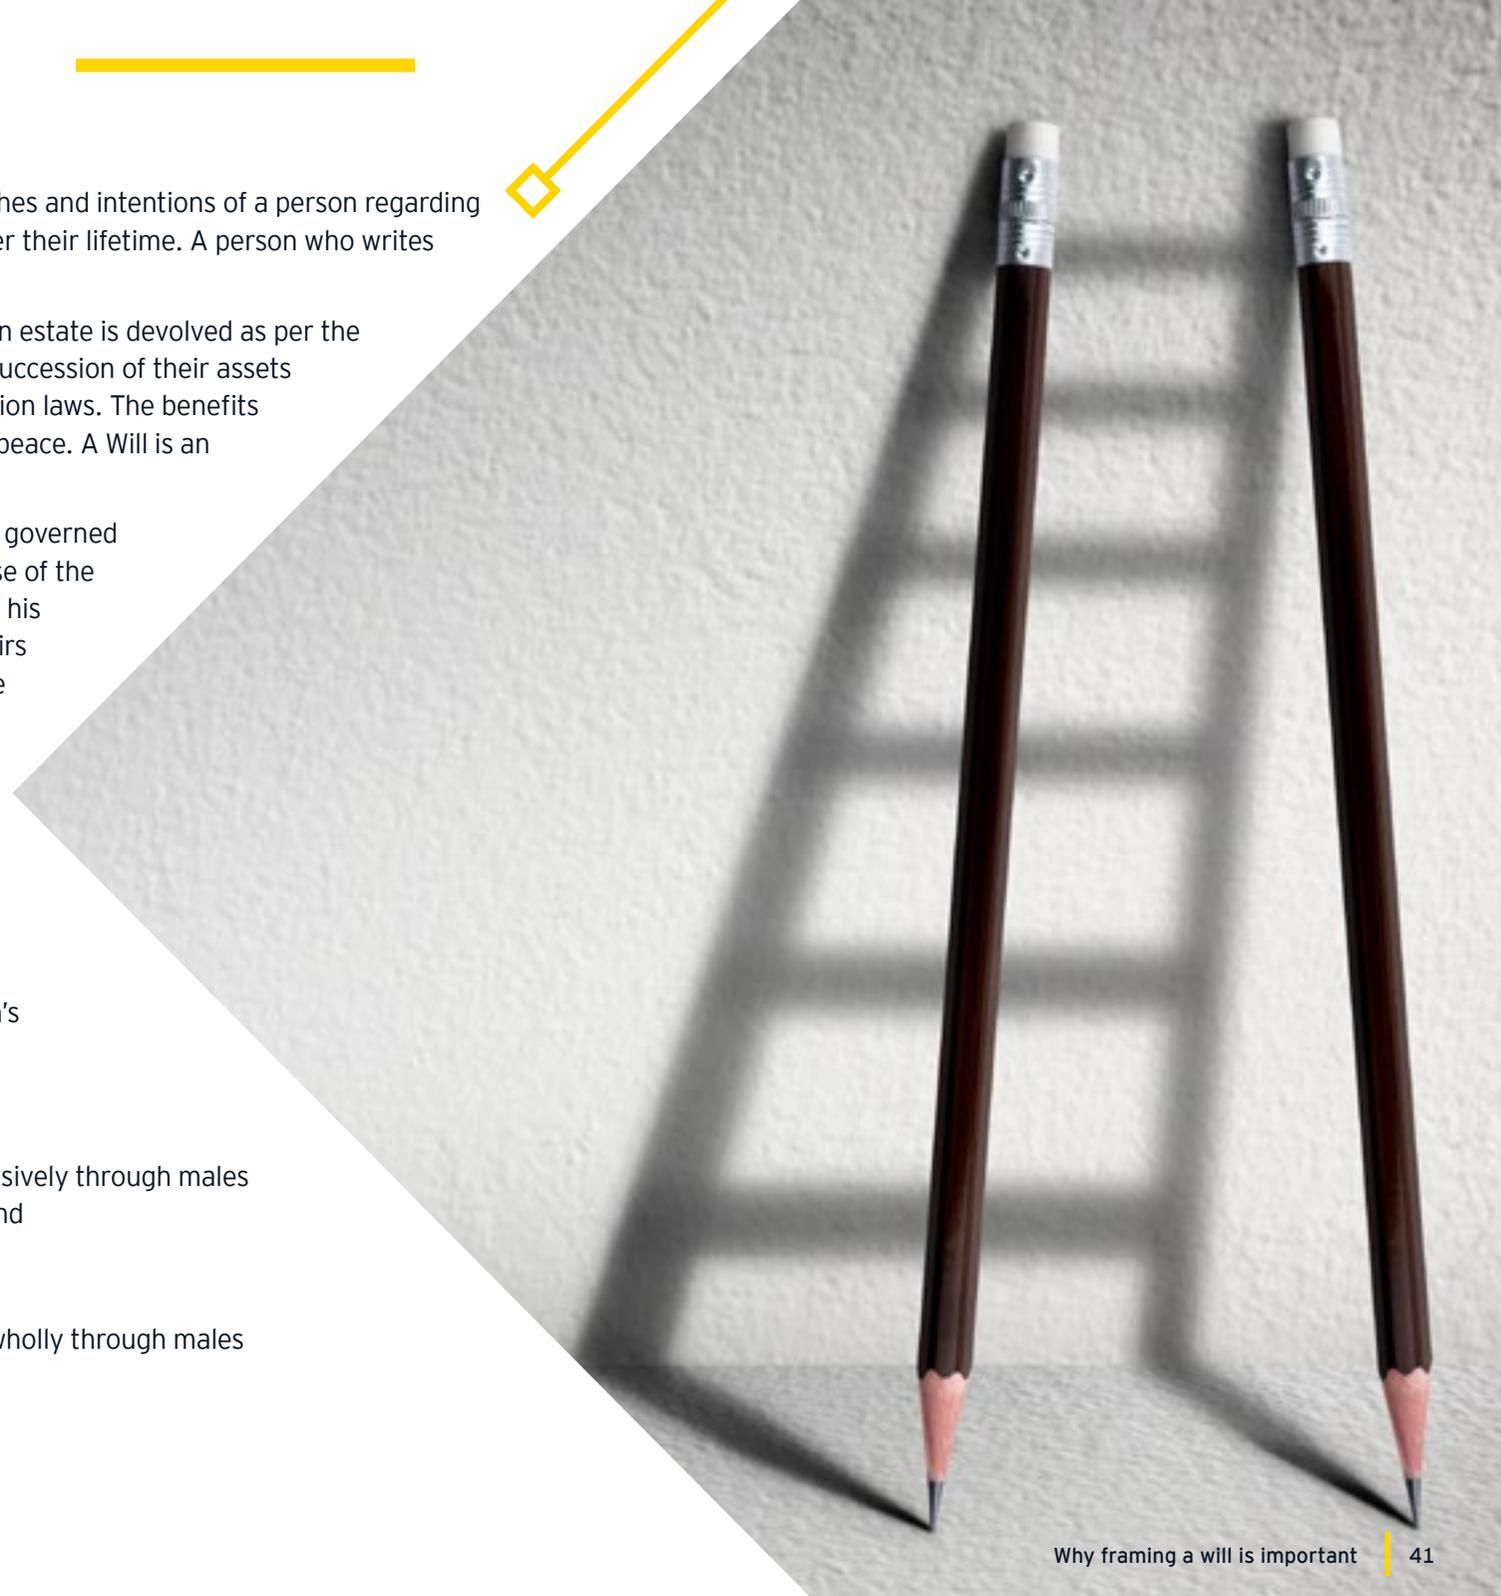 hes and intentions of a person regarding
er their lifetime. A person who writes
n estate is devolved as per the
uccession of their assets
ion laws. The benefits
peace. A Will is an
governed
se of the
his
irs
e
's
sively through males
nd
wholly through males
Why framing a will is important
41